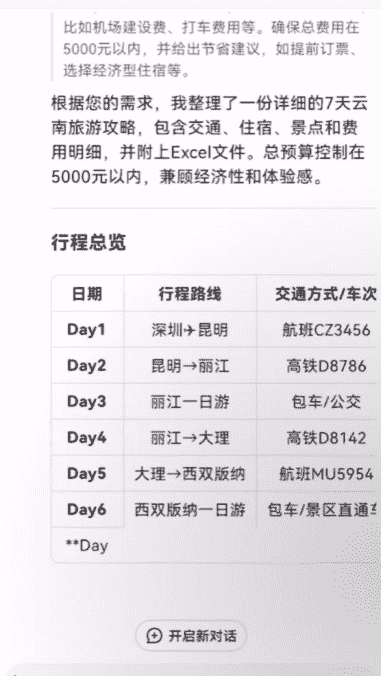 比如机场建设费、打车费用等。确保总费用在
5000元以内，并给出节省建议，如提前订票、
选择经济型住宿等。
根据您的需求，我整理了一份详细的7天云
南旅游攻略，包含交通、住宿、景点和费
用明细，并附上Excel文件。总预算控制在
5000元以内，兼顾经济性和体验感。
行程总览
日期 行程路线 交通方式/车次
Day1 深圳✈昆明 航班CZ3456
Day2 昆明→丽江 高铁D8786
Day3 丽江一日游 包车/公交
Day4 丽江→大理 高铁D8142
Day5 大理→西双版纳 航班MU5954
Day6 西双版纳一日游 包车/景区直通
**Day
开启新对话